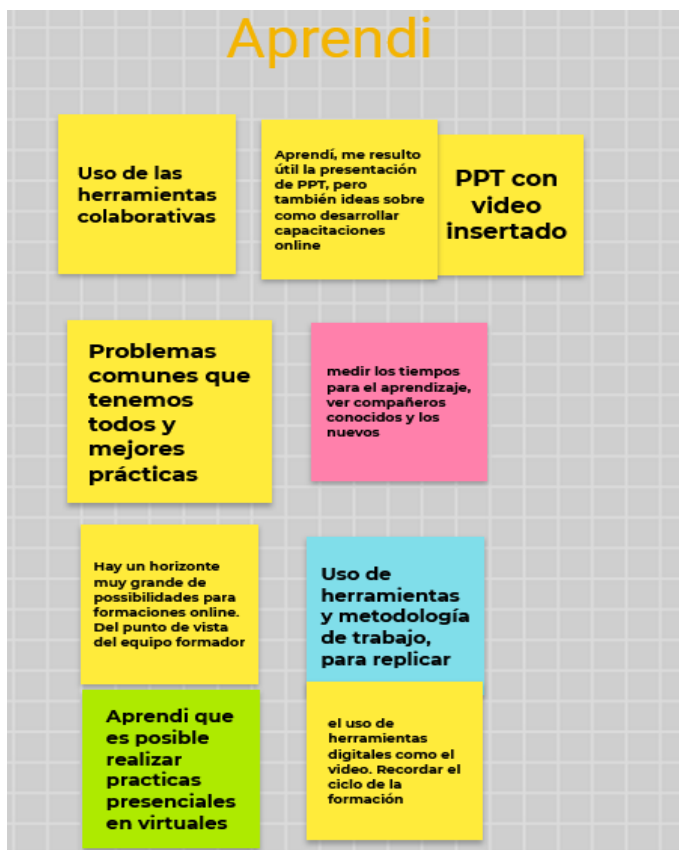 Aprendi
Uso de las
herramientas
colaborativas
Aprendí, me resulto
útil la presentación
de PPT, pero
también ideas sobre
como desarrollar
capacitaciones
online
PPT con
video
insertado
Problemas
comunes que
tenemos
todos y
mejores
prácticas
medir los tiempos
para el aprendizaje,
ver compañeros
conocidos y los
nuevos
Hay un horizonte
muy grande de
possibilidades para
formaciones online.
Del punto de vista
del equipo formador
Uso de
herramientas
y metodología
de trabajo,
para replicar
Aprendi que
es posible
realizar
practicas
presenciales
en virtuales
el uso de
herramientas
digitales como el
video. Recordar el
ciclo de la
formación